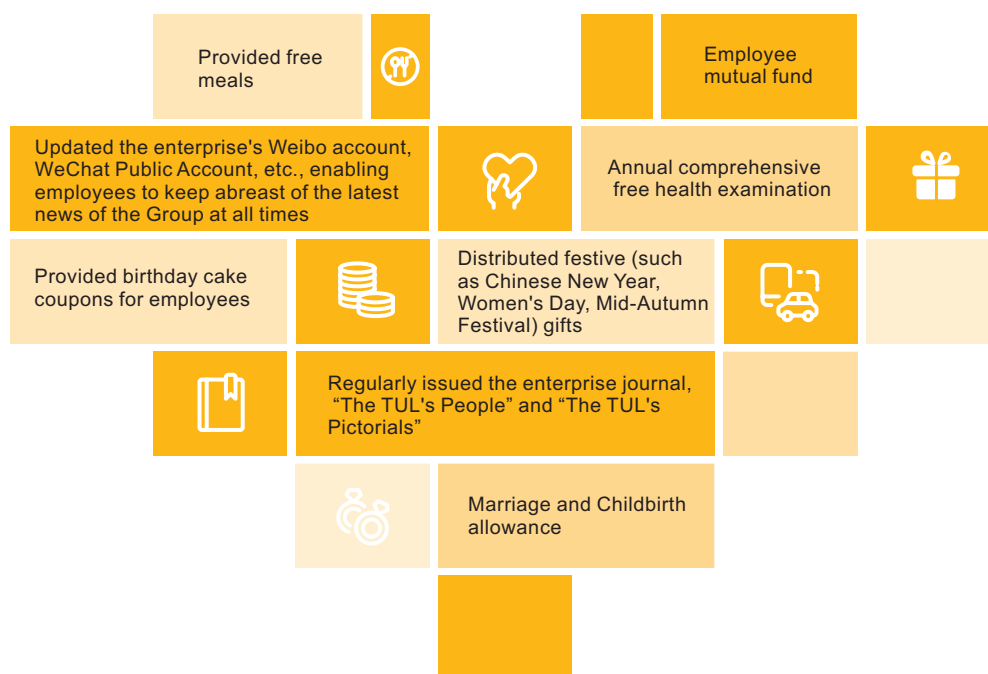 Provided free
meals
Employee
mutual fund
Updated the enterprise's Weibo account,
WeChat Public Account, etc., enabling
employees to keep abreast of the latest
news of the Group at all times
Annual comprehensive
free health examination
Provided birthday cake
coupons for employees
Distributed festive (such
as Chinese New Year,
Women's Day, Mid-Autumn
Festival) gifts
Regularly issued the enterprise journal,
“The TUL's People” and “The TUL's
Pictorials”
Marriage and Childbirth
allowance